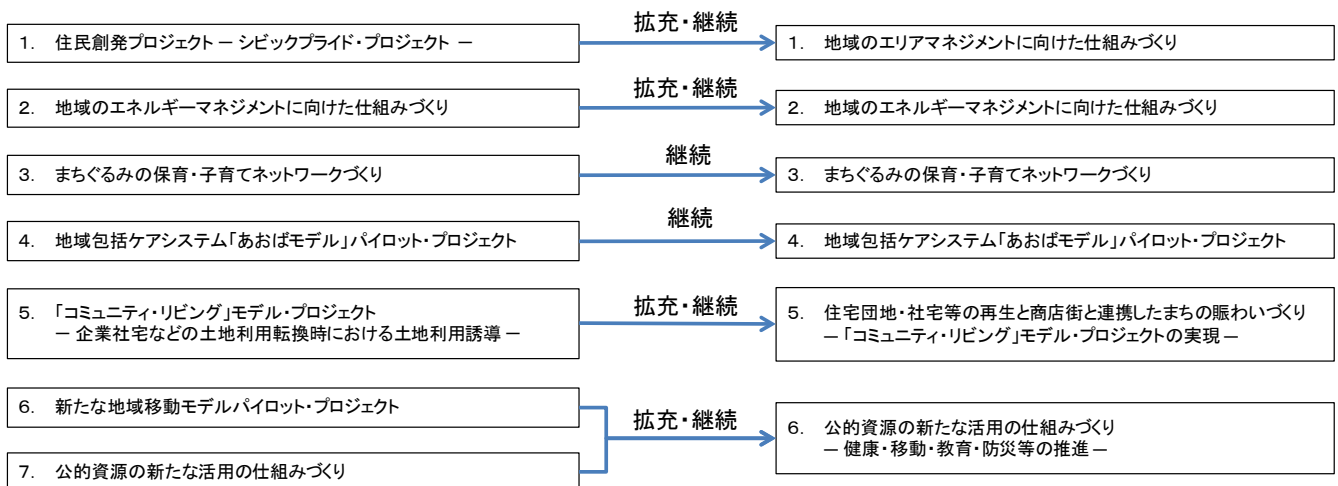 拡充・継続
1. 住民創発プロジェクト － シビックプライド・プロジェクト －
1. 地域のエリアマネジメントに向けた仕組みづくり
拡充・継続
2. 地域のエネルギーマネジメントに向けた仕組みづくり
2. 地域のエネルギーマネジメントに向けた仕組みづくり
継続
3. まちぐるみの保育・子育てネットワークづくり
3. まちぐるみの保育・子育てネットワークづくり
継続
4. 地域包括ケアシステム「あおばモデル」パイロット・プロジェクト
4. 地域包括ケアシステム「あおばモデル」パイロット・プロジェクト
5. 「コミュニティ・リビング」モデル・プロジェクト
－ 企業社宅などの土地利用転換時における土地利用誘導 －
拡充・継続
5. 住宅団地・社宅等の再生と商店街と連携したまちの賑わいづくり
－「コミュニティ・リビング」モデル・プロジェクトの実現 －
6. 新たな地域移動モデルパイロット・プロジェクト
7. 公的資源の新たな活用の仕組みづくり
拡充・継続
6. 公的資源の新たな活用の仕組みづくり
－ 健康・移動・教育・防災等の推進 －